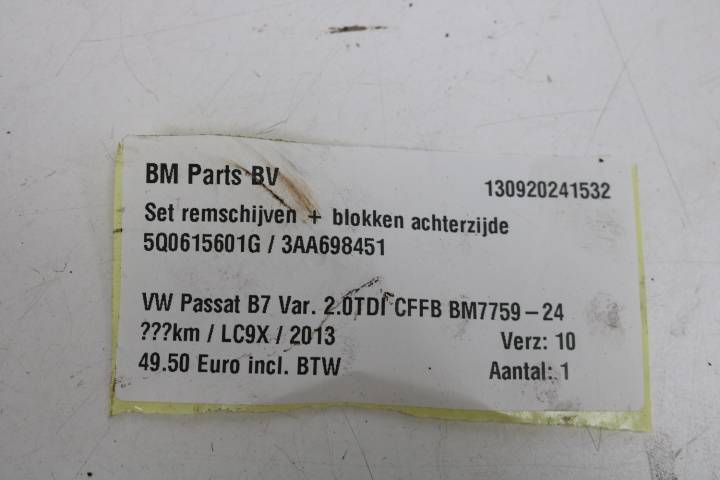 BM Parts BV 130920241532
Set remschijven + blokken achterzijde
5Q0615601G / 3AA698451
VW Passat B7 Var. 2.0TDI CFFB BM7759-24
???km / LC9X / 2013 Verz: 10
49.50 Euro incl. BTW Aantal: 1